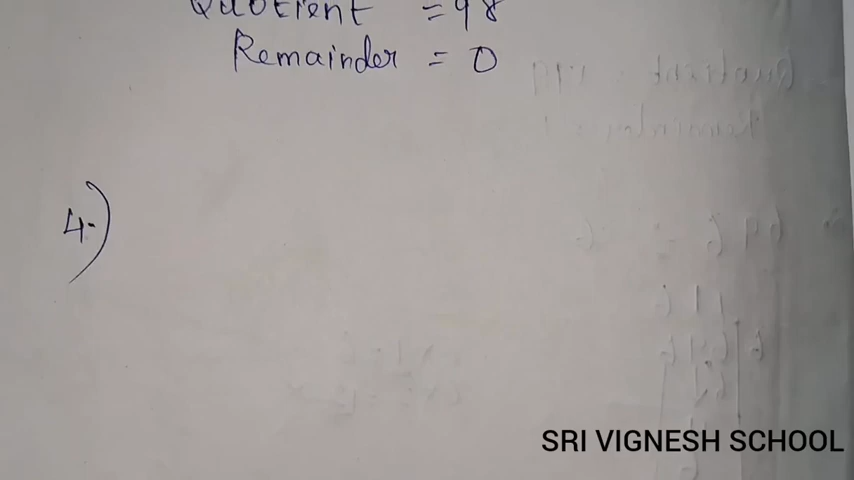 Quotient = 98
Remainder = 0
4.)
SRI VIGNESH SCHOOL